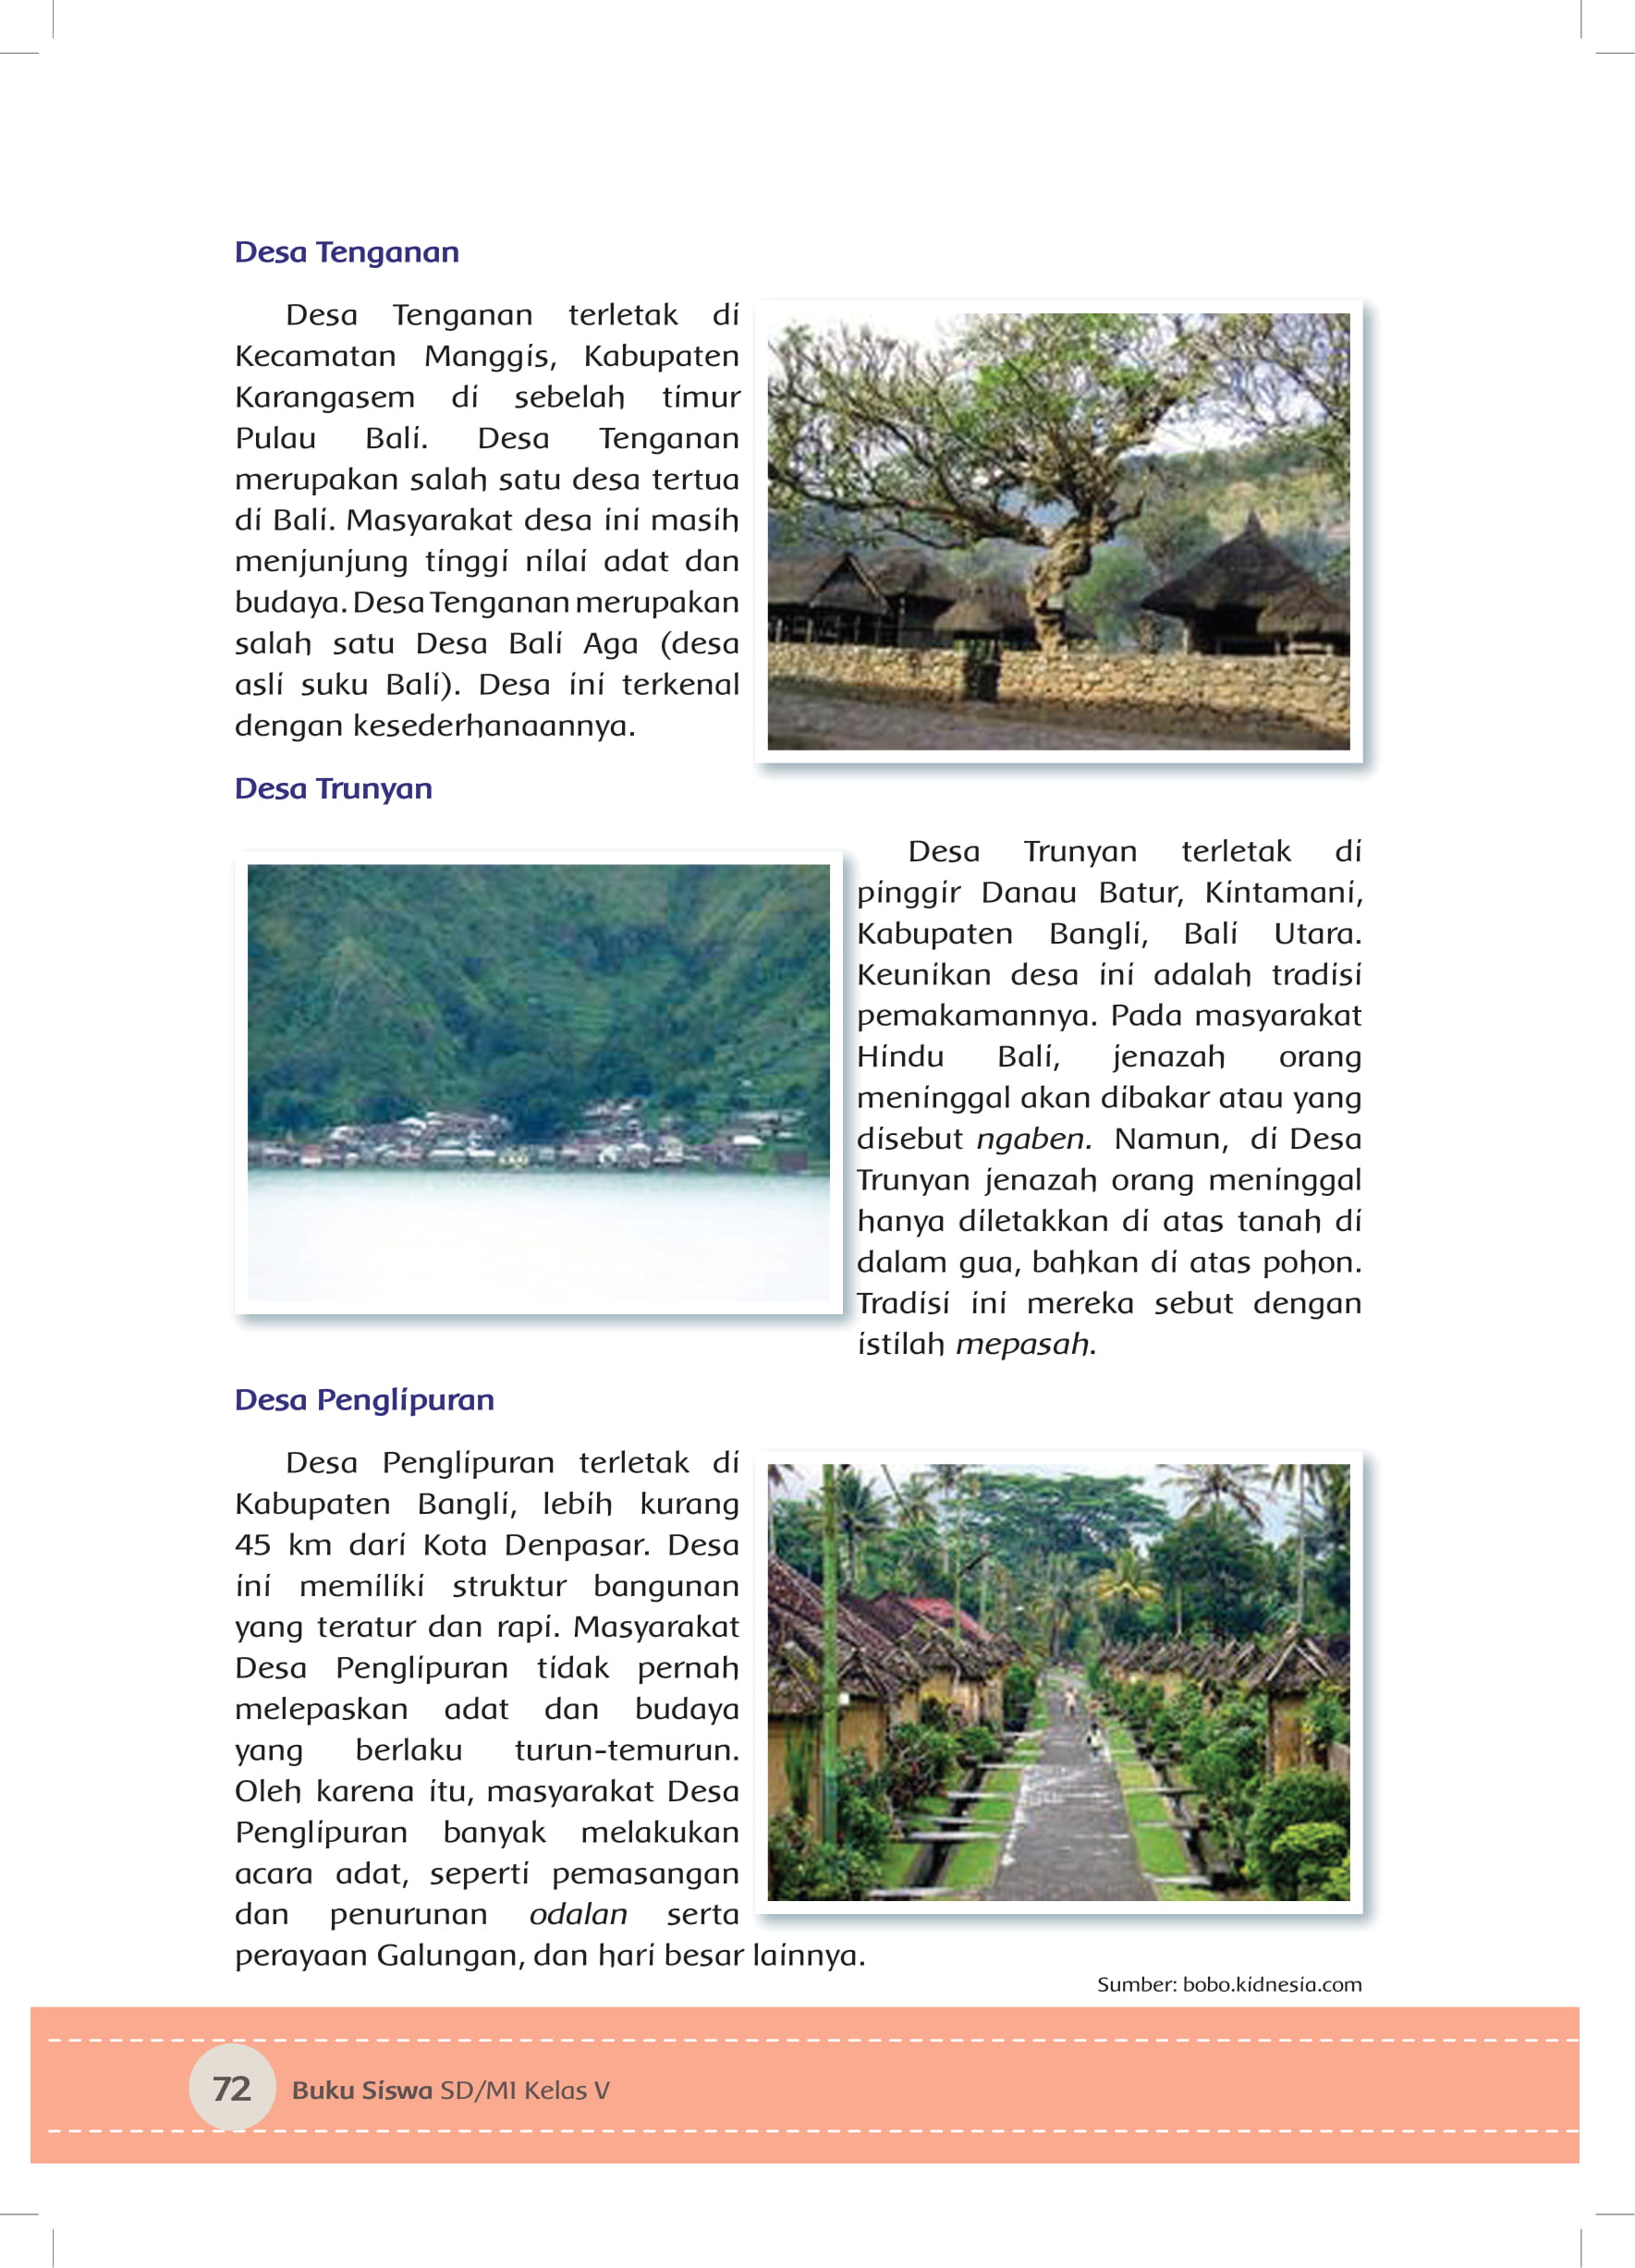 Desa Tenganan
Desa Tenganan terletak di
Kecamatan Manggis, Kabupaten
Karangasem di sebelah timur
Pulau Bali. Desa Tenganan
merupakan salah satu desa tertua
di Bali. Masyarakat desa ini masih
menjunjung tinggi nilai adat dan
budaya. Desa Tenganan merupakan
salah satu Desa Bali Aga (desa
asli suku Bali). Desa ini terkenal
dengan kesederhanaannya.
Desa Trunyan
Desa Trunyan terletak di
pinggir Danau Batur, Kintamani,
Kabupaten Bangli, Bali Utara.
Keunikan desa ini adalah tradisi
pemakamannya. Pada masyarakat
Hindu Bali, jenazah orang
meninggal akan dibakar atau yang
disebut ngaben. Namun, di Desa
Trunyan jenazah orang meninggal
hanya diletakkan di atas tanah di
dalam gua, bahkan di atas pohon.
Tradisi ini mereka sebut dengan
istilah mepasah.
Desa Penglipuran
Desa Penglipuran terletak di
Kabupaten Bangli, lebih kurang
45 km dari Kota Denpasar. Desa
ini memiliki struktur bangunan
yang teratur dan rapi. Masyarakat
Desa Penglipuran tidak pernah
melepaskan adat dan budaya
yang berlaku turun-temurun.
Oleh karena itu, masyarakat Desa
Penglipuran banyak melakukan
acara adat, seperti pemasangan
dan penurunan odalan serta
perayaan Galungan, dan hari besar lainnya.
Sumber: bobo.kidnesia.com
72 Buku Siswa SD/MI Kelas V